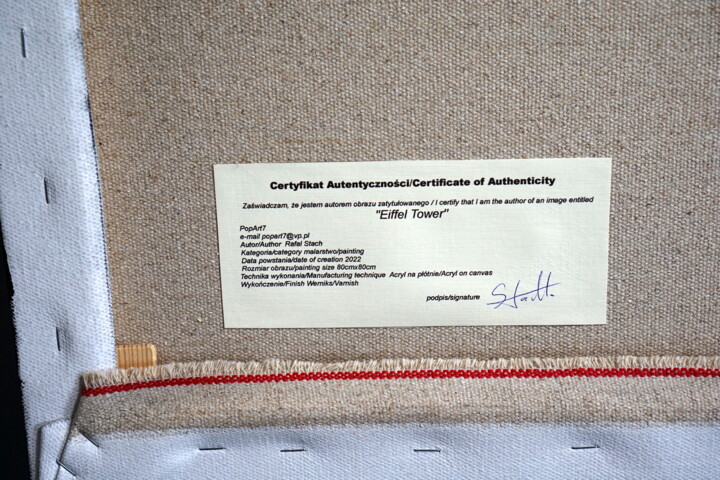 Certyfikat Autentyczności/Certificate of Authenticity
Zaświadczam, że jestem autorem obrazu zatytułowanego / I certify that I am the author of an image entitled
"Eiffel Tower"
PopArt7
e-mail popart7@vp.pl
Autor/Author Rafał Stach
Kategoria/category malarstwo/painting
Data powstania/date of creation 2022
Rozmiar obrazu/painting size 80cmx80cm
Technika wykonania/Manufacturing technique Acryl na płótnie/Acryl on canvas
Wykończenie/Finish Werniks/Varnish
podpis/signature